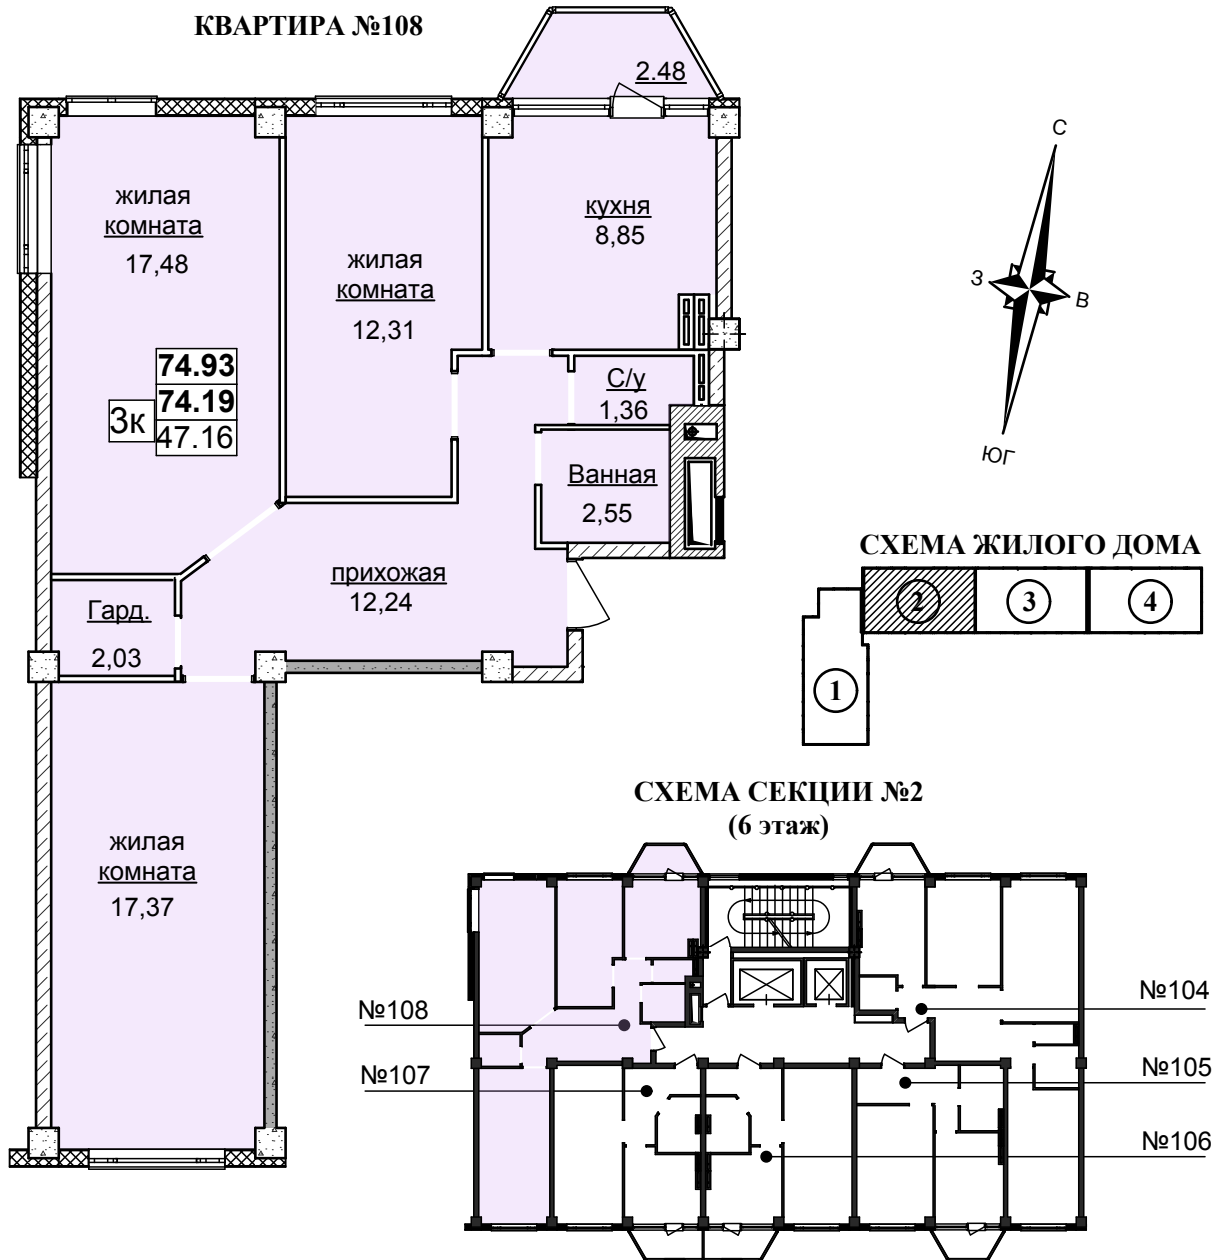 КВАРТИРА №108
2.48
жилая
комната
17,48
жилая
комната
12,31
кухня
8,85
3к
74.93
74.19
47.16
С/у
1,36
Ванная
2,55
прихожая
12,24
Гард.
2,03
жилая
комната
17,37
С
З
В
ЮГ
СХЕМА ЖИЛОГО ДОМА
2
3
4
1
СХЕМА СЕКЦИИ №2
(6 этаж)
№108
№107
№104
№105
№106